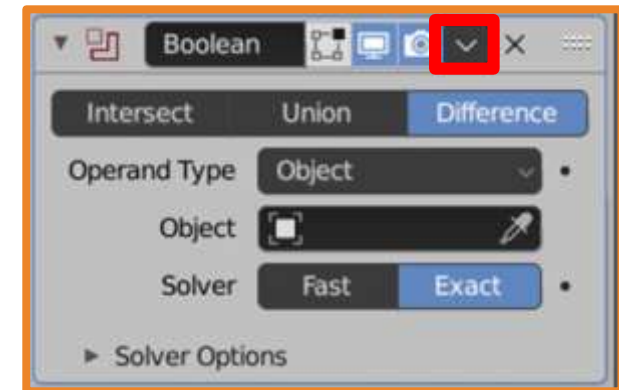 Boolean
Intersect Union Difference
Operand Type Object
Object
Solver Fast Exact
Solver Options